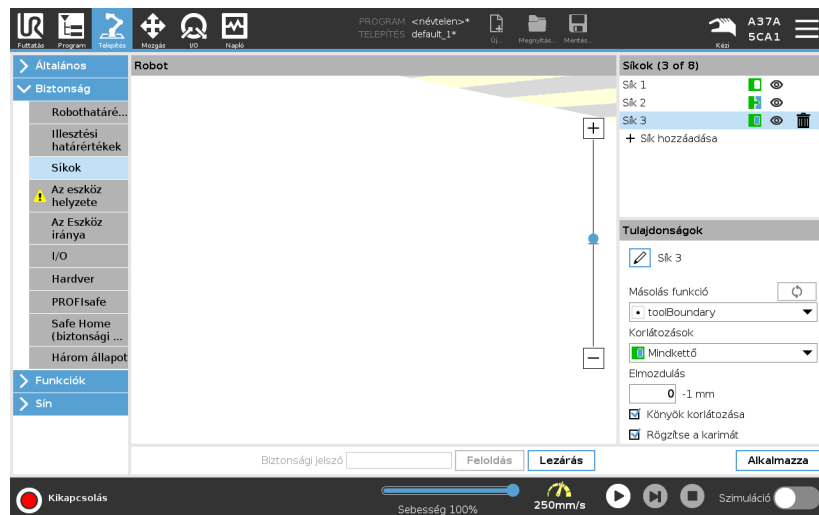 UR
PROGRAM <névtelen>*
TELEPÍTÉS default_1*
Futtatás Program Telepítés Mozgás I/O Napló
Új... Megnyitás... Mentés...
Kézi
A37A
5CA1
Általános
Biztonság
Robothatáré...
Illesztési
határértékek
Síkok
Az eszköz
helyzete
Az Eszköz
iránya
I/O
Hardver
PROFIsafe
Safe Home
(biztonsági ...
Három állapot
Funkciók
Sín
Robot
Síkok (3 of 8)
Sík 1
Sík 2
Sík 3
+ Sík hozzáadása
Tulajdonságok
Sík 3
Másolás funkció
toolBoundary
Korlátozások
Mindkettő
Elmozdulás
0 -1 mm
Könyök korlátozása
Rögzítse a karimát
Biztonsági jelszó Feloldás Lezárás
Alkalmazza
Kikapcsolás
Sebesség 100%
250mm/s
Szimuláció